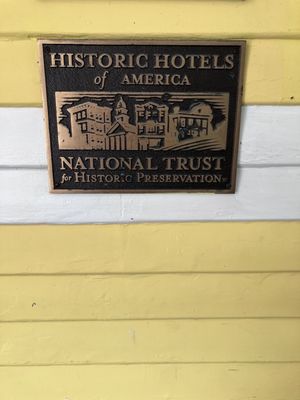 HISTORIC HOTELS
of AMERICA
NATIONAL TRUST
for HISTORIC PRESERVATION